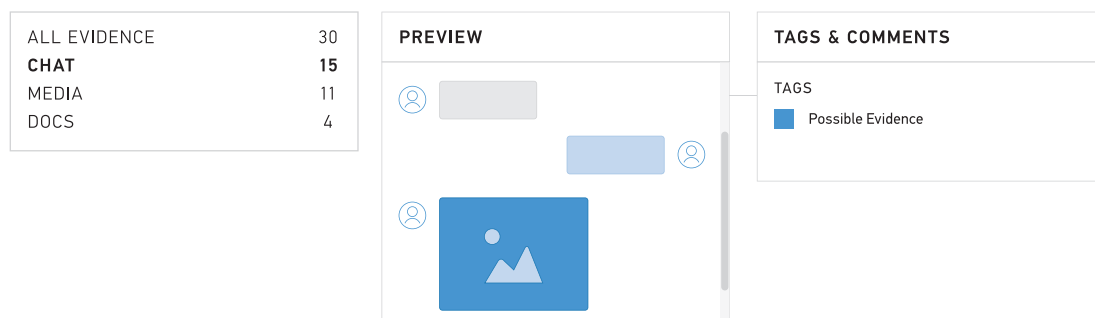 ALL EVIDENCE 30
CHAT 15
MEDIA 11
DOCS 4
PREVIEW
TAGS & COMMENTS
TAGS
Possible Evidence